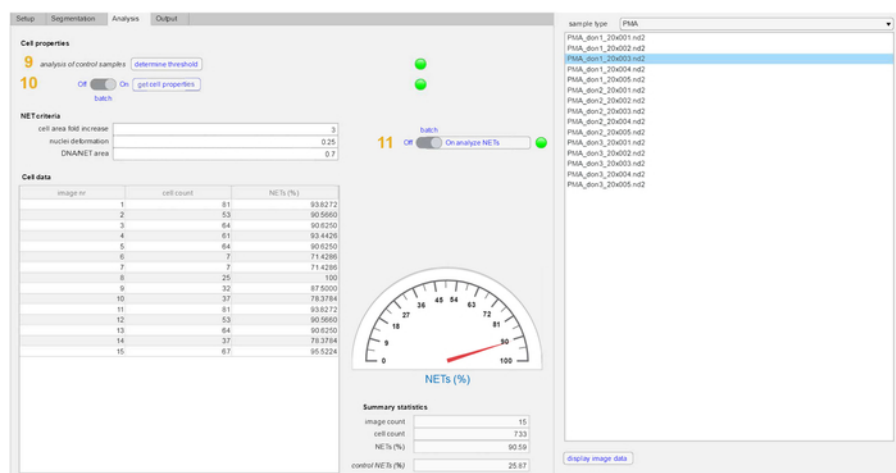 Setup Segmentation Analysis Output
Cell properties
9 analysis of control samples determine threshold
10 Off On get cell properties
batch
NET criteria
cell area fold increase 3
nuclei deformation 0.25
DNA/NET area 0.7
batch
11 Off On analyze NETs
Cell data
image nr cell count NETs (%)
1 81 93.8272
2 53 90.5660
3 64 90.6250
4 61 93.4426
5 64 90.6250
6 7 71.4286
7 7 71.4286
8 25 100
9 32 87.5000
10 37 78.3784
11 81 93.8272
12 53 90.5660
13 64 90.6250
14 37 78.3784
15 67 95.5224
0 9 18 27 36 45 54 63 72 81 90 100
NETs (%)
Summary statistics
image count 15
cell count 733
NETs (%) 90.59
control NETs (%) 25.87
sample type PMA
PMA_don1_20x001.nd2
PMA_don1_20x002.nd2
PMA_don1_20x003.nd2
PMA_don1_20x004.nd2
PMA_don1_20x005.nd2
PMA_don2_20x001.nd2
PMA_don2_20x002.nd2
PMA_don2_20x003.nd2
PMA_don2_20x004.nd2
PMA_don2_20x005.nd2
PMA_don3_20x001.nd2
PMA_don3_20x002.nd2
PMA_don3_20x003.nd2
PMA_don3_20x004.nd2
PMA_don3_20x005.nd2
display image data